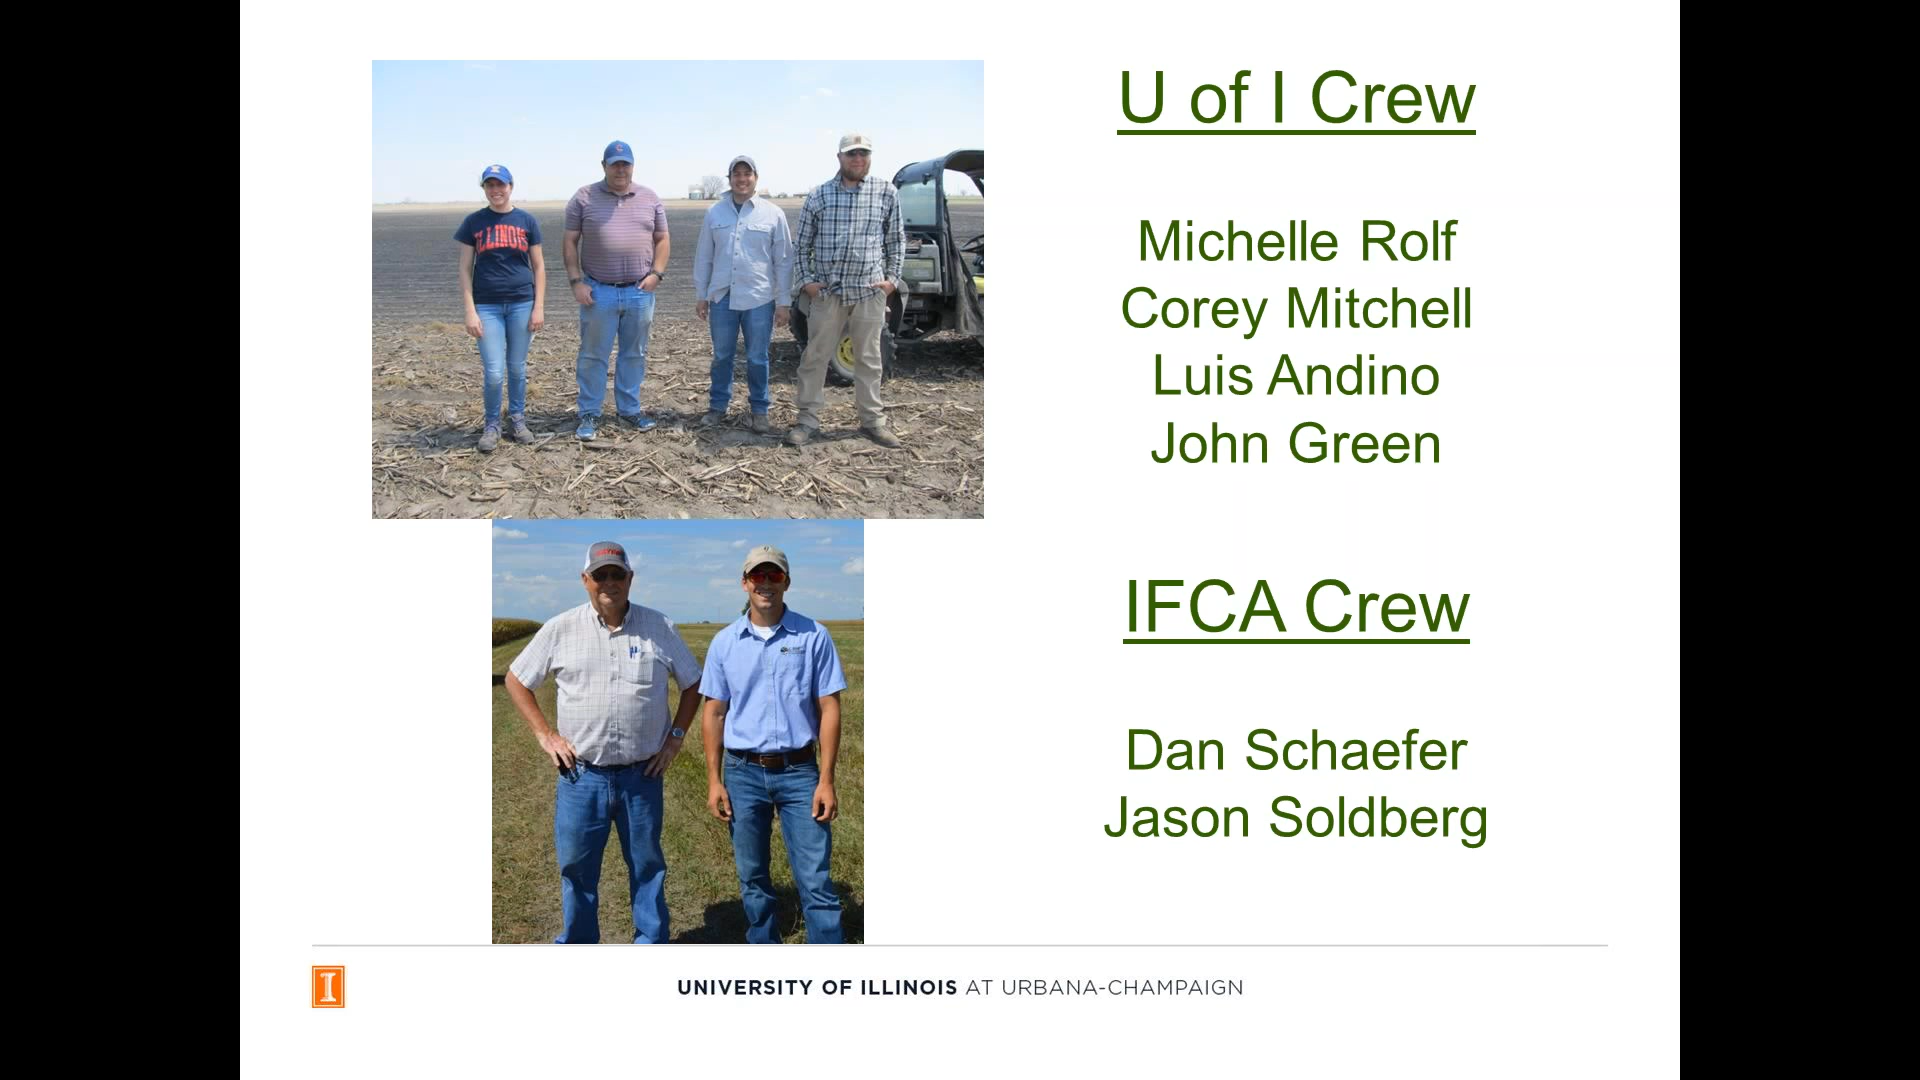 U of I Crew
Michelle Rolf
Corey Mitchell
Luis Andino
John Green
ILLINOIS
IFCA Crew
Dan Schaefer
Jason Soldberg
I
UNIVERSITY OF ILLINOIS AT URBANA-CHAMPAIGN